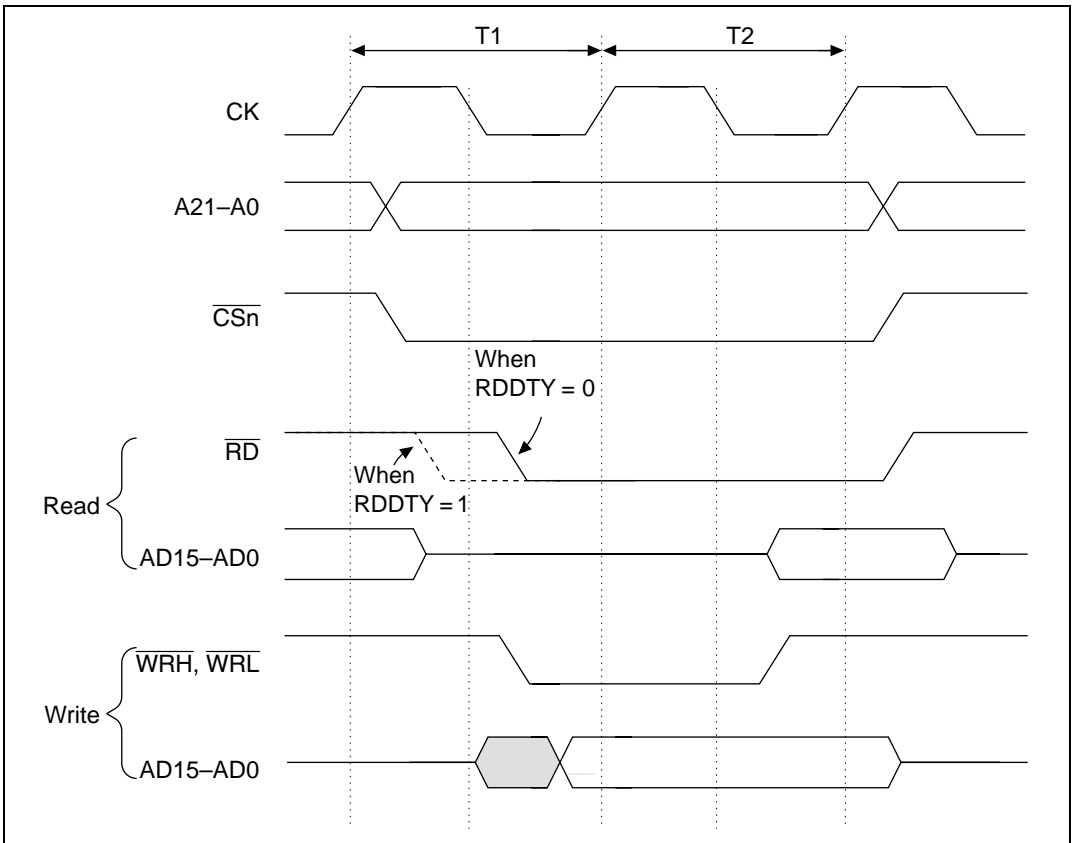 T1
T2
CK
A21–A0
CSn
When
RDDTY = 0
RD
When
RDDTY = 1
Read
AD15–AD0
WRH, WRL
Write
AD15–AD0